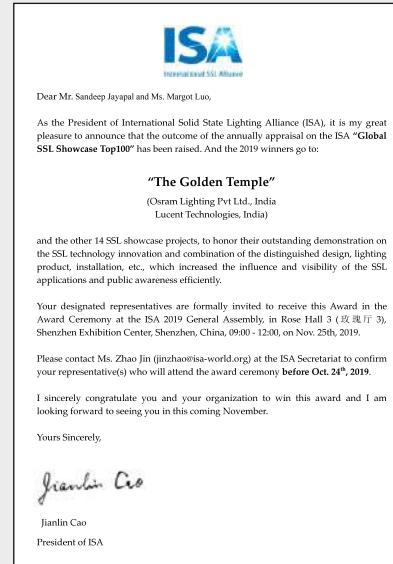 ISA
International SSL Alliance
Dear Mr. Sandeep Jayapal and Ms. Margot Luo,
As the President of International Solid State Lighting Alliance (ISA), it is my great
pleasure to announce that the outcome of the annually appraisal on the ISA “Global
SSL Showcase Top100” has been raised. And the 2019 winners go to:
“The Golden Temple”
(Osram Lighting Pvt Ltd., India
Lucent Technologies, India)
and the other 14 SSL showcase projects, to honor their outstanding demonstration on
the SSL technology innovation and combination of the distinguished design, lighting
product, installation, etc., which increased the influence and visibility of the SSL
applications and public awareness efficiently.
Your designated representatives are formally invited to receive this Award in the
Award Ceremony at the ISA 2019 General Assembly, in Rose Hall 3 (玫瑰厅 3),
Shenzhen Exhibition Center, Shenzhen, China, 09:00 - 12:00, on Nov. 25th, 2019.
Please contact Ms. Zhao Jin (jinzhao@isa-world.org) at the ISA Secretariat to confirm
your representative(s) who will attend the award ceremony before Oct. 24th, 2019.
I sincerely congratulate you and your organization to win this award and I am
looking forward to seeing you in this coming November.
Yours Sincerely,
Jianlin Cao
Jianlin Cao
President of ISA